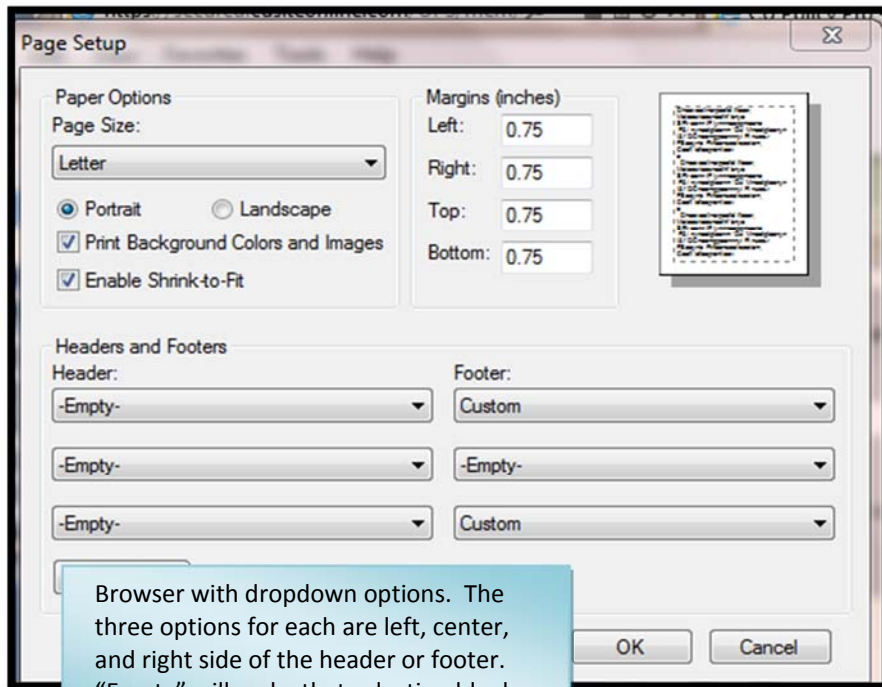 Page Setup
Paper Options
Page Size:
Letter
Portrait Landscape
Print Background Colors and Images
Enable Shrink-to-Fit
Margins (inches)
Left: 0.75
Right: 0.75
Top: 0.75
Bottom: 0.75
Headers and Footers
Header: Footer:
-Empty- Custom
-Empty- -Empty-
-Empty- Custom
Browser with dropdown options. The
three options for each are left, center,
and right side of the header or footer.
OK Cancel